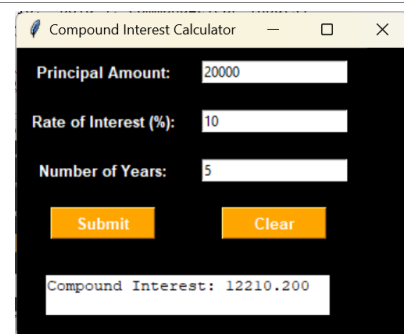 Compound Interest Calculator
Principal Amount: 20000
Rate of Interest (%): 10
Number of Years: 5
Submit Clear
Compound Interest: 12210.200